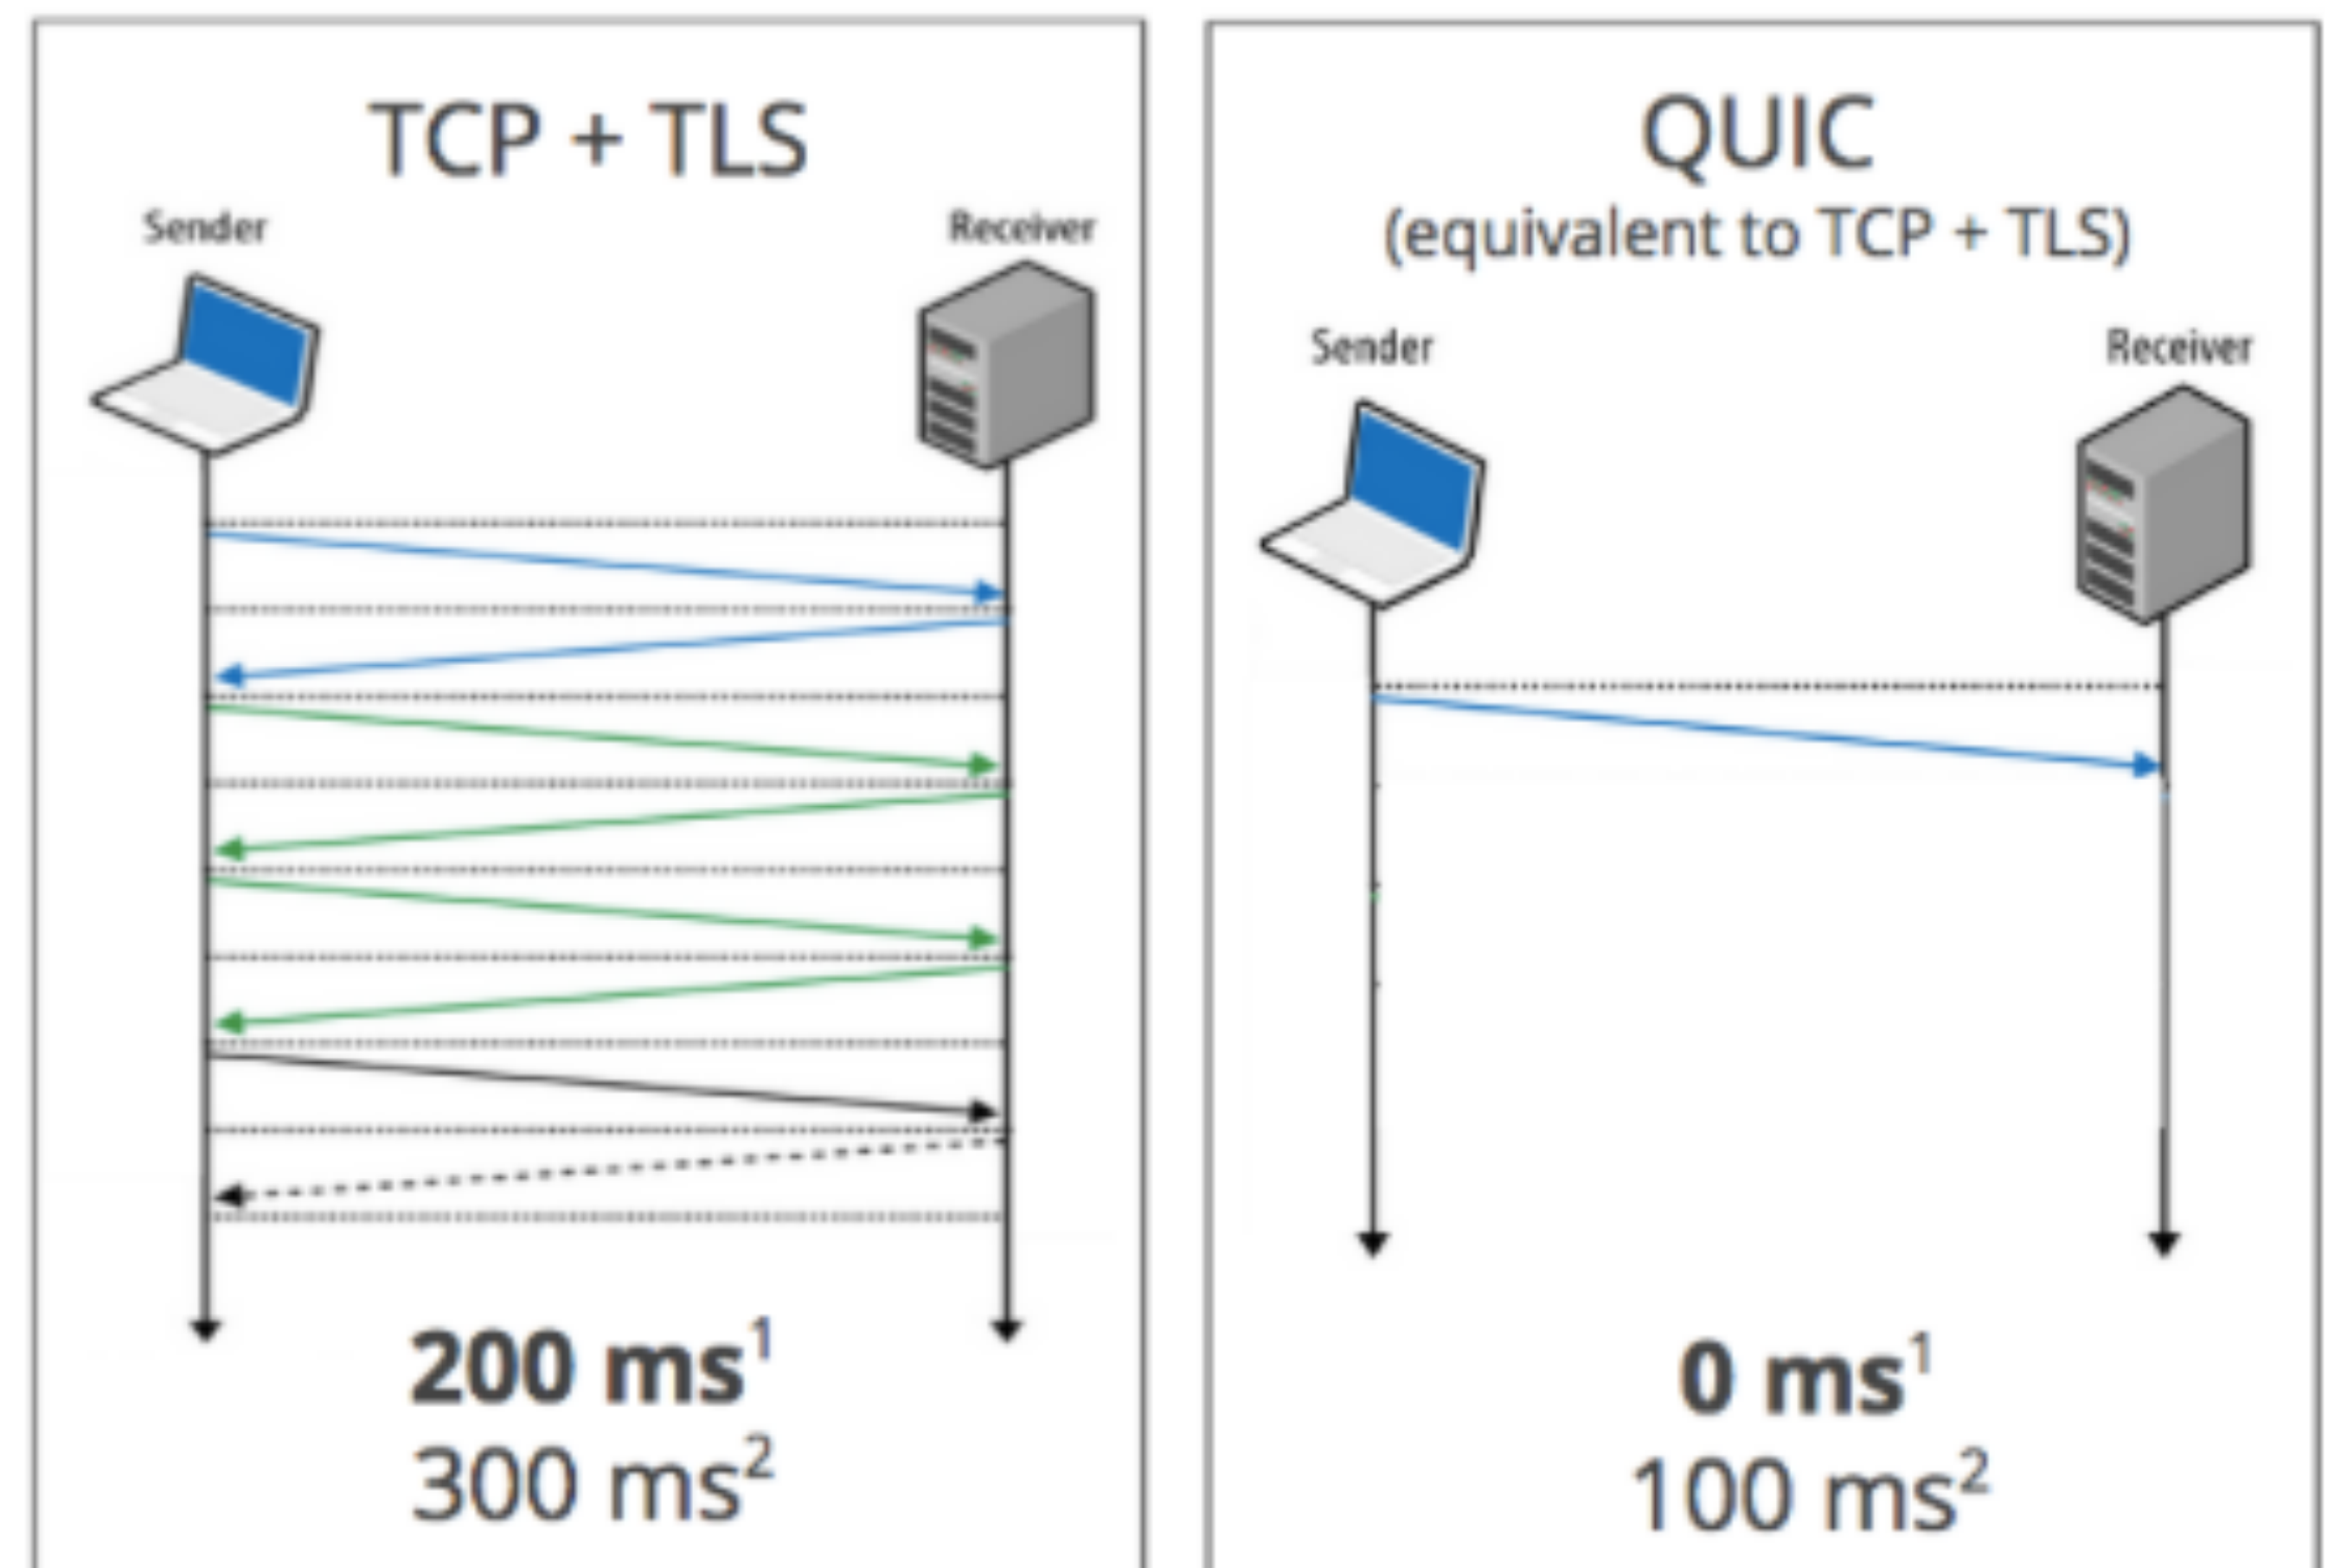 TCP + TLS
Sender
Receiver
200 ms¹
300 ms²
QUIC
(equivalent to TCP + TLS)
Sender
Receiver
0 ms¹
100 ms²